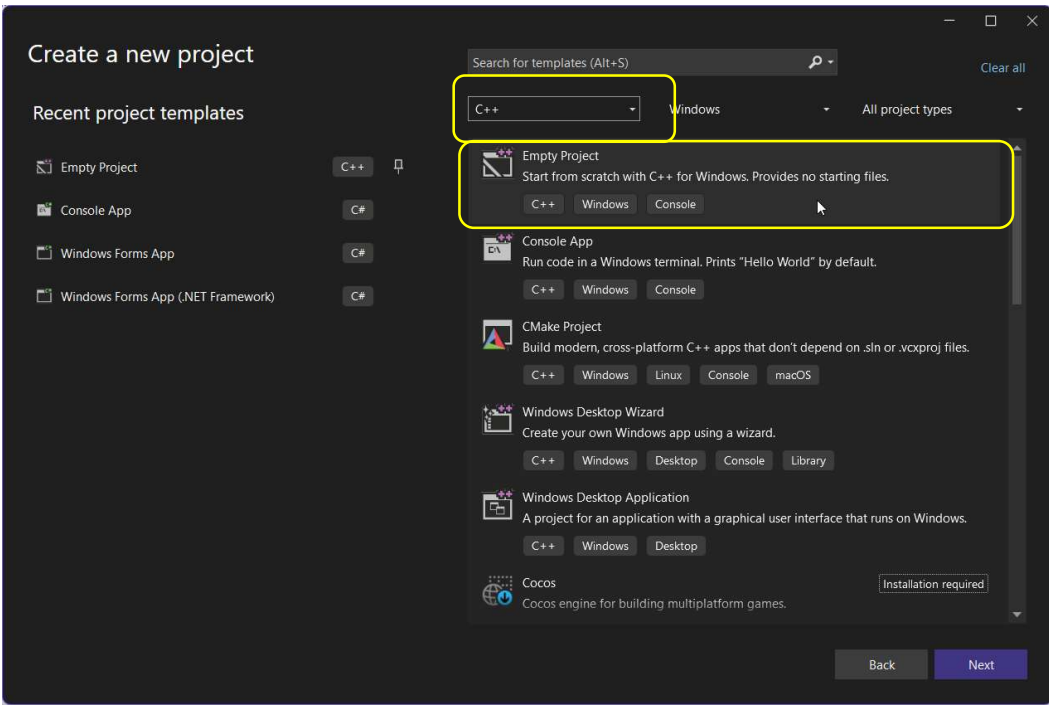 Create a new project
Search for templates (Alt+S)
Clear all
Recent project templates
C++
Windows
All project types
Empty Project
C++
Console App
C#
Windows Forms App
C#
Windows Forms App (.NET Framework)
C#
Empty Project
Start from scratch with C++ for Windows. Provides no starting files.
C++ Windows Console
Console App
Run code in a Windows terminal. Prints "Hello World" by default.
C++ Windows Console
CMake Project
Build modern, cross-platform C++ apps that don't depend on .sln or .vcxproj files.
C++ Windows Linux Console macOS
Windows Desktop Wizard
Create your own Windows app using a wizard.
C++ Windows Desktop Console Library
Windows Desktop Application
A project for an application with a graphical user interface that runs on Windows.
C++ Windows Desktop
Cocos
Installation required
Cocos engine for building multiplatform games.
Back
Next